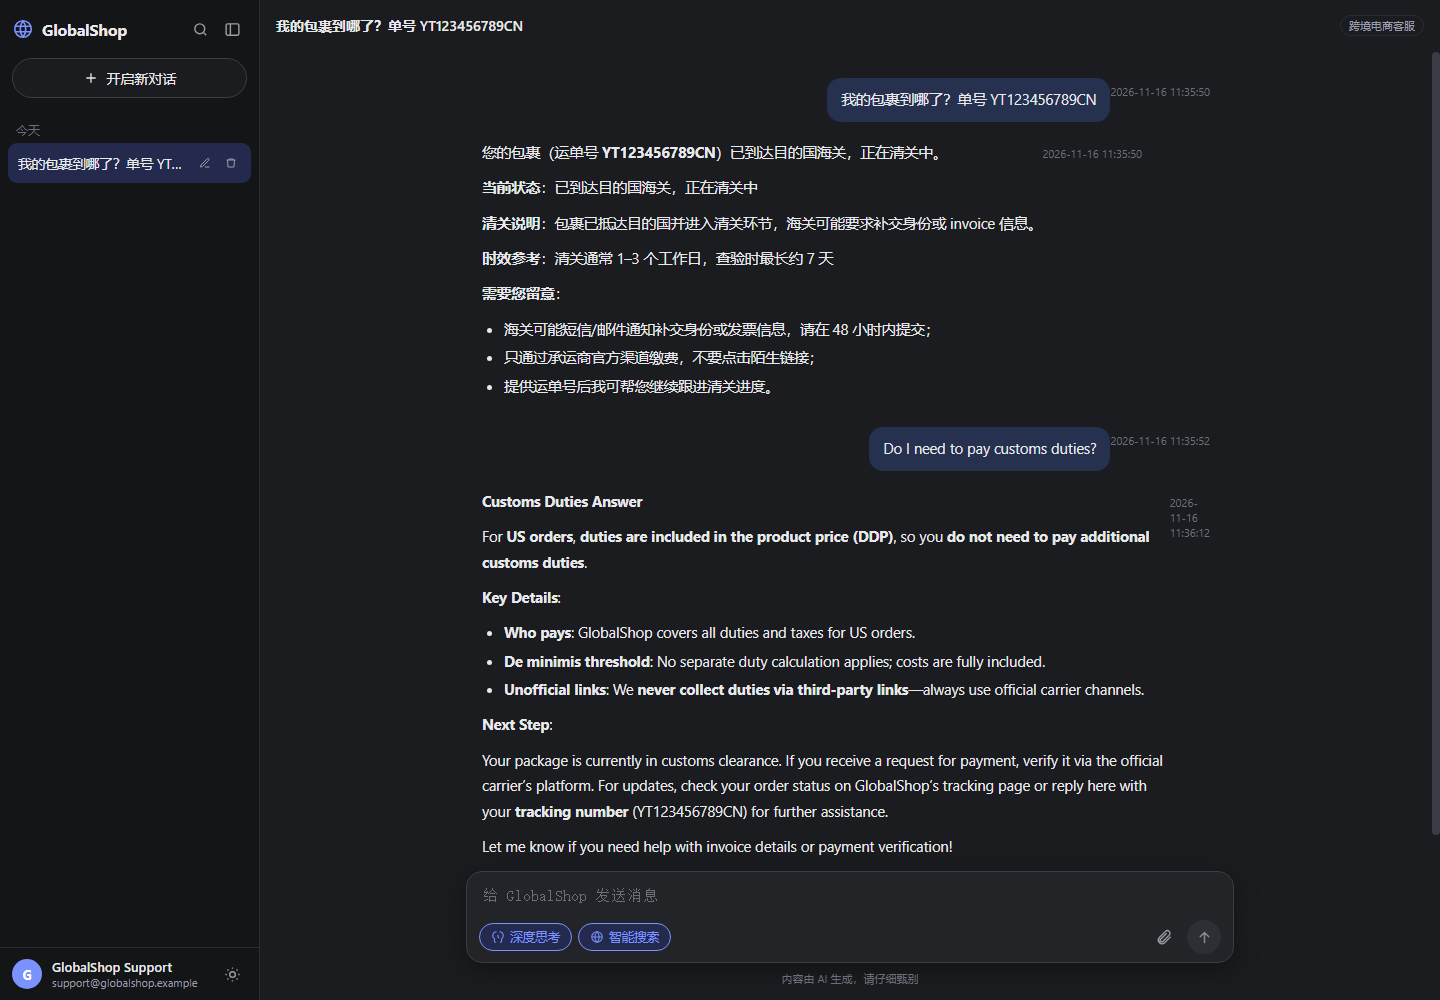 GlobalShop
开启新对话
今天
我的包裹到哪了？单号 YT...
我的包裹到哪了？单号 YT123456789CN
跨境电商客服
我的包裹到哪了？单号 YT123456789CN
2026-11-16 11:35:50
您的包裹（运单号 YT123456789CN）已到达目的国海关，正在清关中。
2026-11-16 11:35:50
当前状态：已到达目的国海关，正在清关中
清关说明：包裹已抵达目的国并进入清关环节，海关可能要求补交身份或 invoice 信息。
时效参考：清关通常 1–3 个工作日，查验时最长约 7 天
需要您留意：
海关可能短信/邮件通知补交身份或发票信息，请在 48 小时内提交；
只通过承运商官方渠道缴费，不要点击陌生链接；
提供运单号后我可帮您继续跟进清关进度。
Do I need to pay customs duties?
2026-11-16 11:35:52
Customs Duties Answer
2026-
11-16
11:36:12
For US orders, duties are included in the product price (DDP), so you do not need to pay additional
customs duties.
Key Details:
Who pays: GlobalShop covers all duties and taxes for US orders.
De minimis threshold: No separate duty calculation applies; costs are fully included.
Unofficial links: We never collect duties via third-party links—always use official carrier channels.
Next Step:
Your package is currently in customs clearance. If you receive a request for payment, verify it via the official
carrier’s platform. For updates, check your order status on GlobalShop’s tracking page or reply here with
your tracking number (YT123456789CN) for further assistance.
Let me know if you need help with invoice details or payment verification!
给 GlobalShop 发送消息
深度思考
智能搜索
内容由 AI 生成，请仔细甄别
G
GlobalShop Support
support@globalshop.example